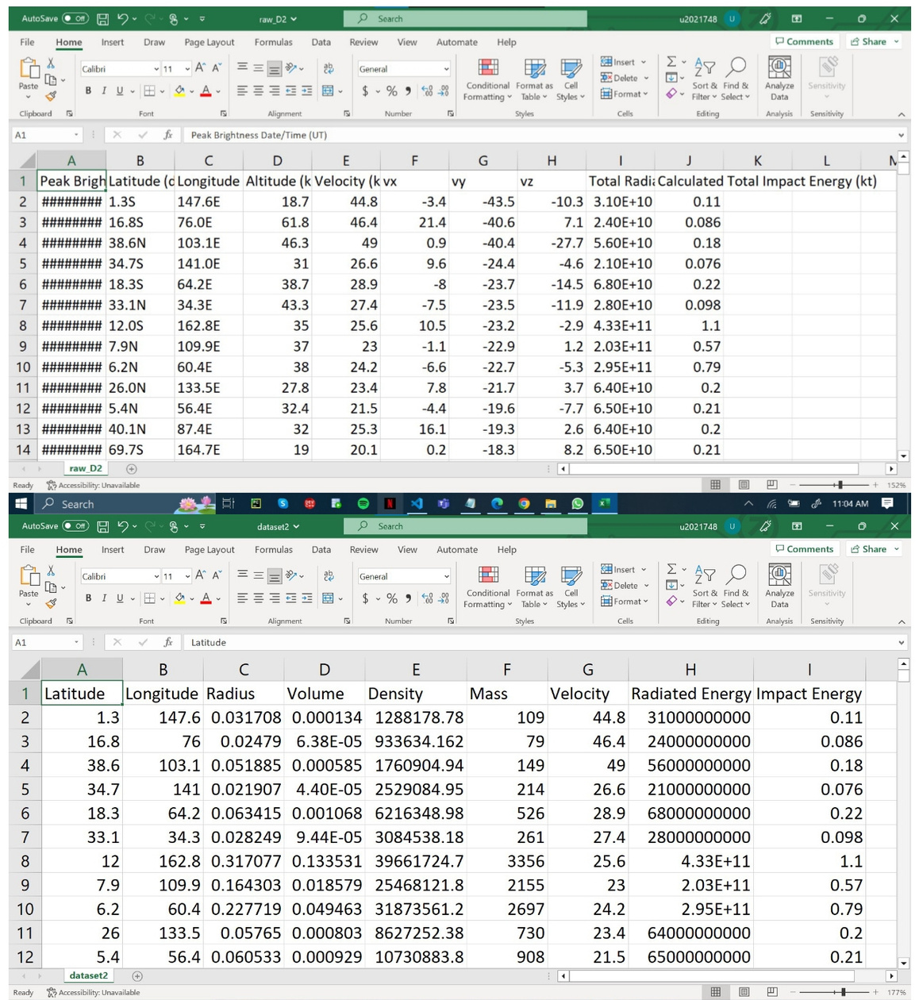 AutoSave Off raw_D2 Search u2021748 U
File Home Insert Draw Page Layout Formulas Data Review View Automate Help Comments Share
Calibri 11 A^ A˅ ab General Insert
Paste B I U A $ % 9 Conditional Format as Cell Delete Sort & Find & Analyze Sensitivity
Formatting Table Styles Format Filter Select Data
Clipboard Font Alignment Number Styles Cells Editing Analysis Sensitivity
A1 fx Peak Brightness Date/Time (UT)
A B C D E F G H I J K L M
1 Peak Brigh Latitude (d Longitude Altitude (k Velocity (k vx vy vz Total Radia Calculated Total Impact Energy (kt)
2 ######## 1.3S 147.6E 18.7 44.8 -3.4 -43.5 -10.3 3.10E+10 0.11
3 ######## 16.8S 76.0E 61.8 46.4 21.4 -40.6 7.1 2.40E+10 0.086
4 ######## 38.6N 103.1E 46.3 49 0.9 -40.4 -27.7 5.60E+10 0.18
5 ######## 34.7S 141.0E 31 26.6 9.6 -24.4 -4.6 2.10E+10 0.076
6 ######## 18.3S 64.2E 38.7 28.9 -8 -23.7 -14.5 6.80E+10 0.22
7 ######## 33.1N 34.3E 43.3 27.4 -7.5 -23.5 -11.9 2.80E+10 0.098
8 ######## 12.0S 162.8E 35 25.6 10.5 -23.2 -2.9 4.33E+11 1.1
9 ######## 7.9N 109.9E 37 23 -1.1 -22.9 1.2 2.03E+11 0.57
10 ######## 6.2N 60.4E 38 24.2 -6.6 -22.7 -5.3 2.95E+11 0.79
11 ######## 26.0N 133.5E 27.8 23.4 7.8 -21.7 3.7 6.40E+10 0.2
12 ######## 5.4N 56.4E 32.4 21.5 -4.4 -19.6 -7.7 6.50E+10 0.21
13 ######## 40.1N 87.4E 32 25.3 16.1 -19.3 2.6 6.40E+10 0.2
14 ######## 69.7S 164.7E 19 20.1 0.2 -18.3 8.2 6.50E+10 0.21
raw_D2
Ready Accessibility: Unavailable 152%
Search 11:04 AM
AutoSave Off dataset2 Search u2021748 U
File Home Insert Draw Page Layout Formulas Data Review View Automate Help Comments Share
Calibri 11 A^ A˅ ab General Insert
Paste B I U A $ % 9 Conditional Format as Cell Delete Sort & Find & Analyze Sensitivity
Formatting Table Styles Format Filter Select Data
Clipboard Font Alignment Number Styles Cells Editing Analysis Sensitivity
A1 fx Latitude
A B C D E F G H I
1 Latitude Longitude Radius Volume Density Mass Velocity Radiated Energy Impact Energy
2 1.3 147.6 0.031708 0.000134 1288178.78 109 44.8 31000000000 0.11
3 16.8 76 0.02479 6.38E-05 933634.162 79 46.4 24000000000 0.086
4 38.6 103.1 0.051885 0.000585 1760904.94 149 49 56000000000 0.18
5 34.7 141 0.021907 4.40E-05 2529084.95 214 26.6 21000000000 0.076
6 18.3 64.2 0.063415 0.001068 6216348.98 526 28.9 68000000000 0.22
7 33.1 34.3 0.028249 9.44E-05 3084538.18 261 27.4 28000000000 0.098
8 12 162.8 0.317077 0.133531 39661724.7 3356 25.6 4.33E+11 1.1
9 7.9 109.9 0.164303 0.018579 25468121.8 2155 23 2.03E+11 0.57
10 6.2 60.4 0.227719 0.049463 31873561.2 2697 24.2 2.95E+11 0.79
11 26 133.5 0.05765 0.000803 8627252.38 730 23.4 64000000000 0.2
12 5.4 56.4 0.060533 0.000929 10730883.8 908 21.5 65000000000 0.21
dataset2
Ready Accessibility: Unavailable 177%